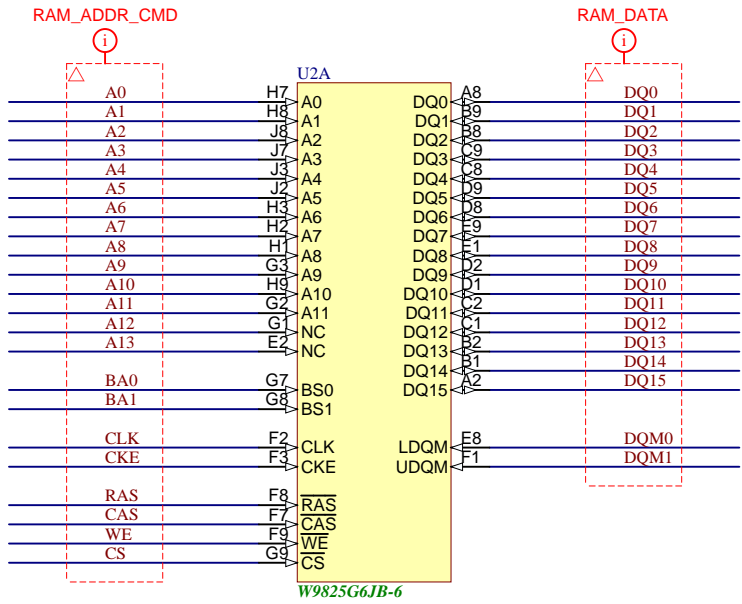 RAM_ADDR_CMD RAM_DATA
i i
U2A
A0 H7 A0 DQ0 A8 DQ0
A1 H8 A1 DQ1 B9 DQ1
A2 J8 A2 DQ2 B8 DQ2
A3 J7 A3 DQ3 C9 DQ3
A4 J3 A4 DQ4 C8 DQ4
A5 J2 A5 DQ5 D9 DQ5
A6 H3 A6 DQ6 D8 DQ6
A7 H2 A7 DQ7 E9 DQ7
A8 H1 A8 DQ8 E1 DQ8
A9 G3 A9 DQ9 D2 DQ9
A10 H9 A10 DQ10 D1 DQ10
A11 G2 A11 DQ11 C2 DQ11
A12 G1 NC DQ12 C1 DQ12
A13 E2 NC DQ13 B2 DQ13
DQ14 B1 DQ14
BA0 G7 BS0 DQ15 A2 DQ15
BA1 G8 BS1
CLK F2 CLK LDQM E8 DQM0
CKE F3 CKE UDQM F1 DQM1
RAS F8 RAS
CAS F7 CAS
WE F9 WE
CS G9 CS
W9825G6JB-6